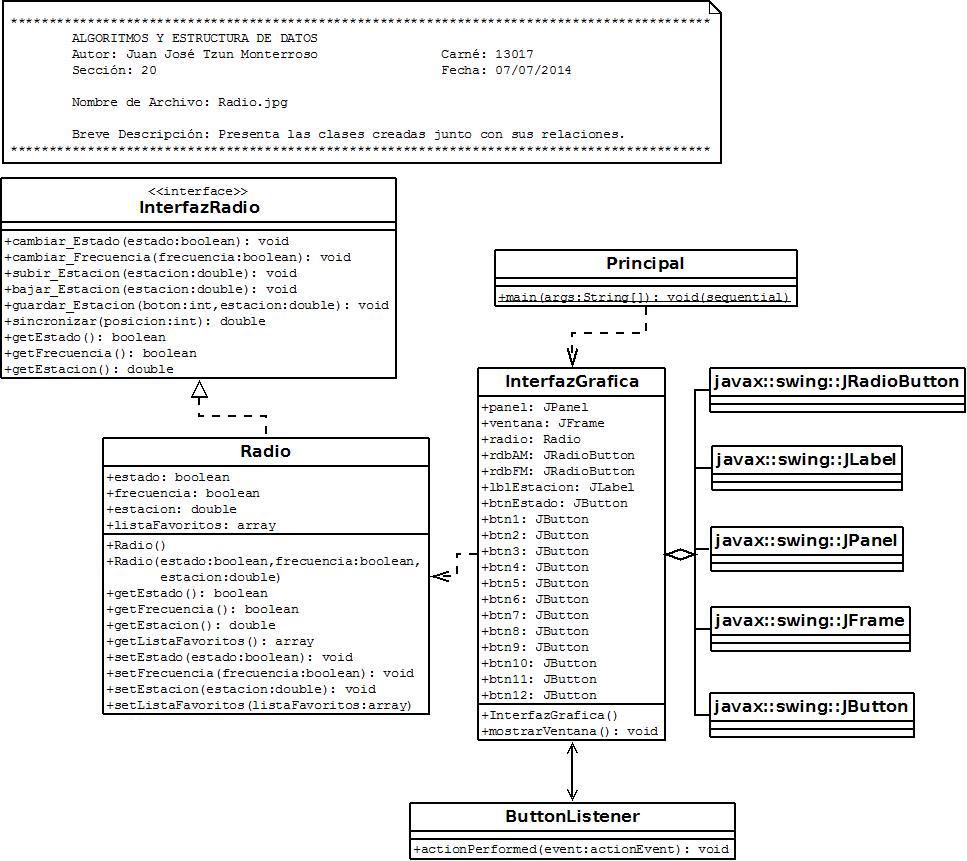 *******************************************************************************************
ALGORITMOS Y ESTRUCTURA DE DATOS
Autor: Juan José Tzun Monterroso Carné: 13017
Sección: 20 Fecha: 07/07/2014
Nombre de Archivo: Radio.jpg
Breve Descripción: Presenta las clases creadas junto con sus relaciones.
*******************************************************************************************
<<interface>>
InterfazRadio
+cambiar_Estado(estado:boolean): void
+cambiar_Frecuencia(frecuencia:boolean): void
+subir_Estacion(estacion:double): void
+bajar_Estacion(estacion:double): void
+guardar_Estacion(boton:int,estacion:double): void
+sincronizar(posicion:int): double
+getEstado(): boolean
+getFrecuencia(): boolean
+getEstacion(): double
Principal
+main(args:String[]): void(sequential)
Radio
+estado: boolean
+frecuencia: boolean
+estacion: double
+listaFavoritos: array
+Radio()
+Radio(estado:boolean,frecuencia:boolean,
estacion:double)
+getEstado(): boolean
+getFrecuencia(): boolean
+getEstacion(): double
+getListaFavoritos(): array
+setEstado(estado:boolean): void
+setFrecuencia(frecuencia:boolean): void
+setEstacion(estacion:double): void
+setListaFavoritos(listaFavoritos:array)
InterfazGrafica
+panel: JPanel
+ventana: JFrame
+radio: Radio
+rdbAM: JRadioButton
+rdbFM: JRadioButton
+lblEstacion: JLabel
+btnEstado: JButton
+btn1: JButton
+btn2: JButton
+btn3: JButton
+btn4: JButton
+btn5: JButton
+btn6: JButton
+btn7: JButton
+btn8: JButton
+btn9: JButton
+btn10: JButton
+btn11: JButton
+btn12: JButton
+InterfazGrafica()
+mostrarVentana(): void
javax::swing::JRadioButton
javax::swing::JLabel
javax::swing::JPanel
javax::swing::JFrame
javax::swing::JButton
ButtonListener
+actionPerformed(event:actionEvent): void